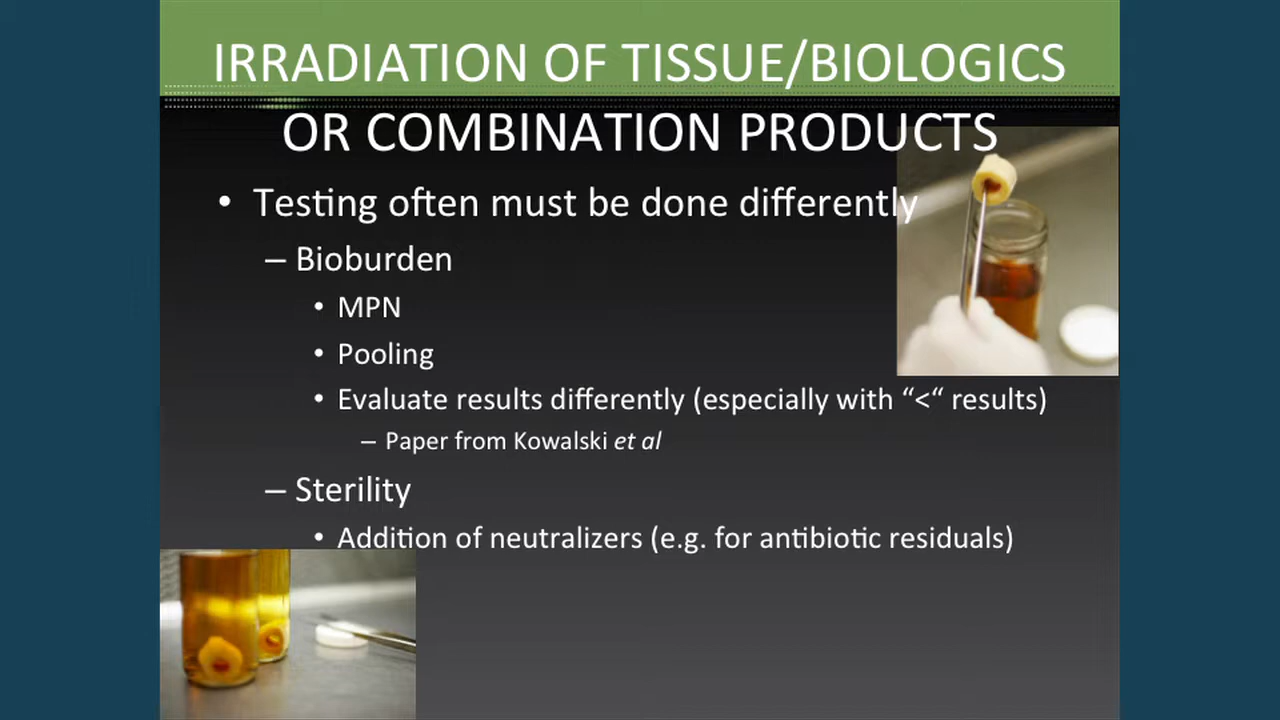 IRRADIATION OF TISSUE/BIOLOGICS
OR COMBINATION PRODUCTS
• Testing often must be done differently
– Bioburden
• MPN
• Pooling
• Evaluate results differently (especially with “<“ results)
– Paper from Kowalski et al
– Sterility
• Addition of neutralizers (e.g. for antibiotic residuals)